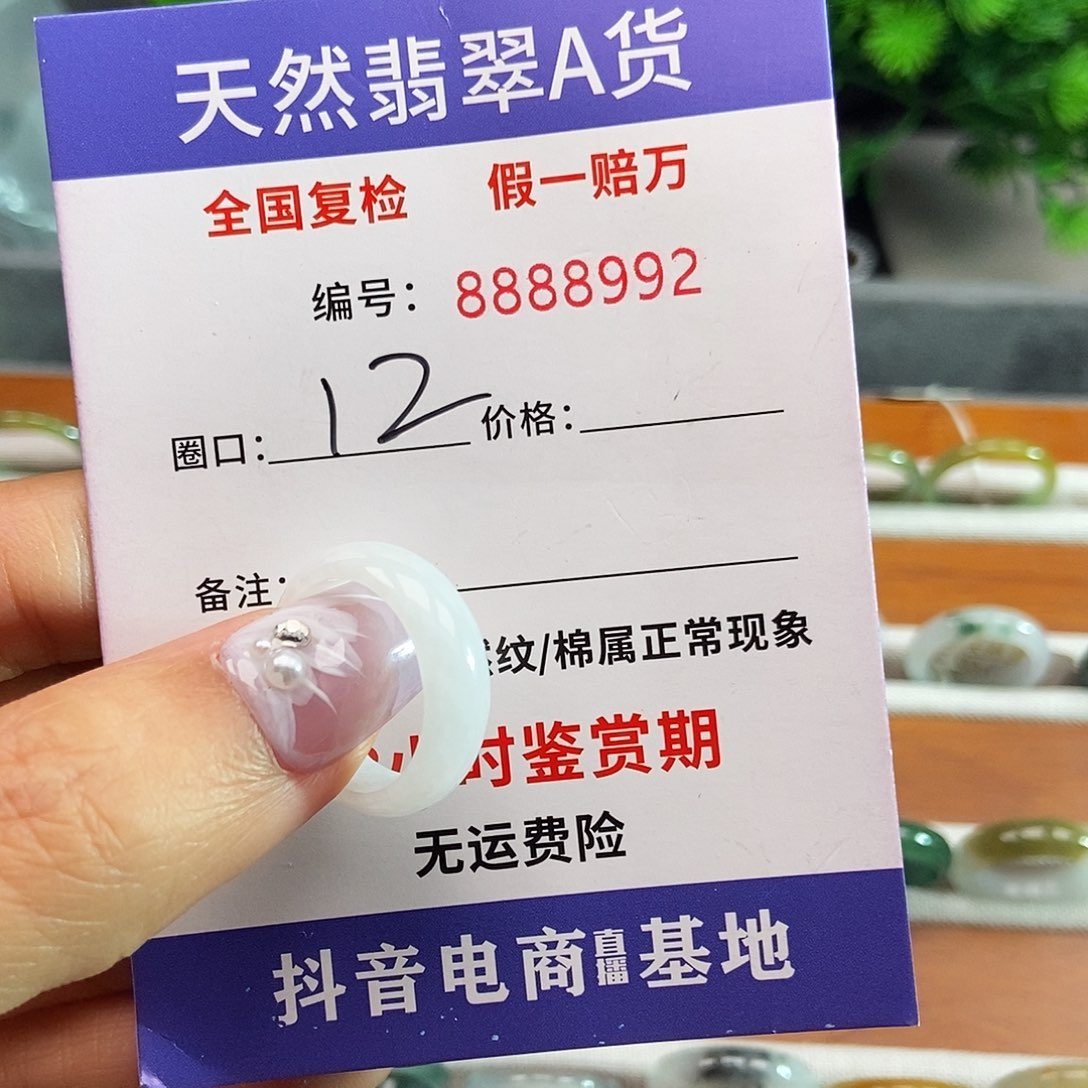 天然翡翠A货
全国复检 假一赔万
编号：8888992
圈口：12 价格：
备注：
纹/棉属正常现象
时鉴赏期
无运费险
抖音电商直播基地